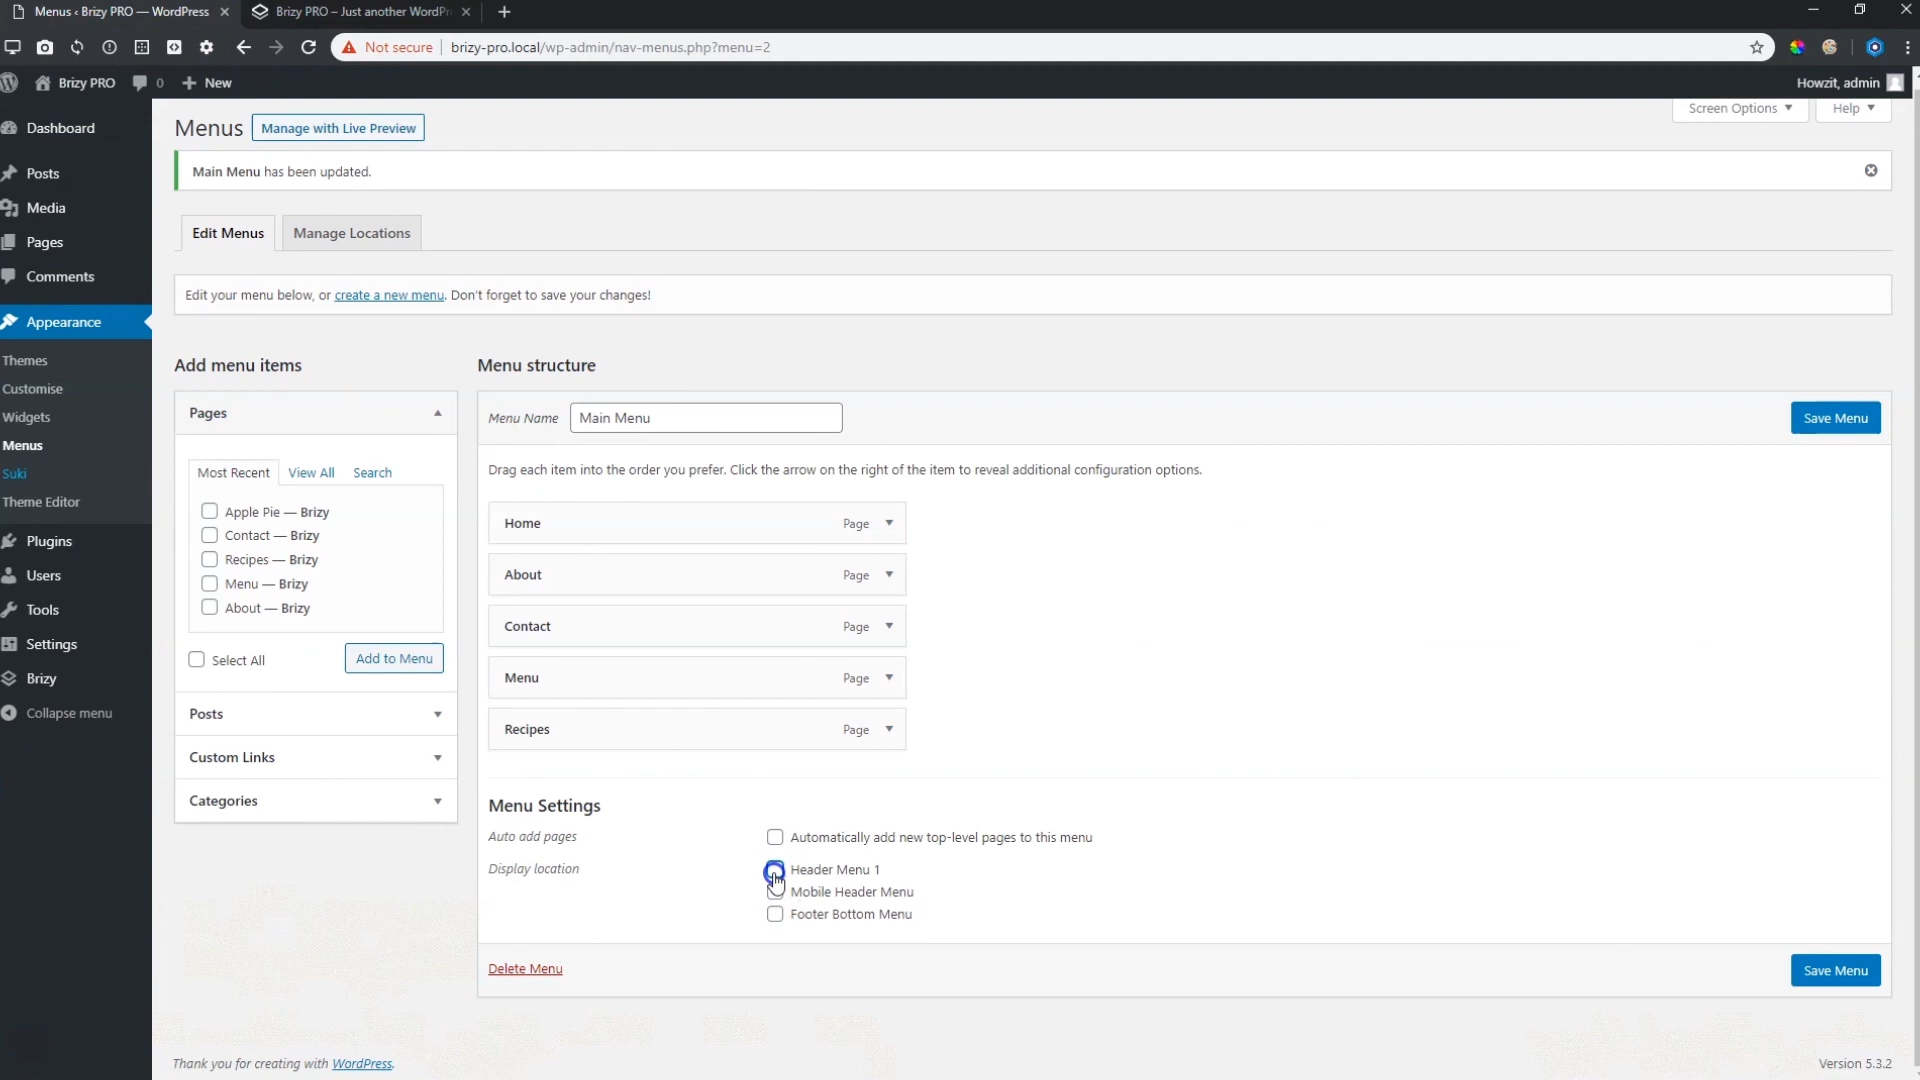 Menus ‹ Brizy PRO — WordPress
Brizy PRO – Just another WordPr
Not secure
brizy-pro.local/wp-admin/nav-menus.php?menu=2
Brizy PRO
0
New
Howzit, admin
Dashboard
Posts
Media
Pages
Comments
Appearance
Themes
Customise
Widgets
Menus
Suki
Theme Editor
Plugins
Users
Tools
Settings
Brizy
Collapse menu
Screen Options
Help
Menus
Manage with Live Preview
Main Menu has been updated.
Edit Menus
Manage Locations
Edit your menu below, or create a new menu. Don't forget to save your changes!
Add menu items
Pages
Most Recent
View All
Search
Apple Pie — Brizy
Contact — Brizy
Recipes — Brizy
Menu — Brizy
About — Brizy
Select All
Add to Menu
Posts
Custom Links
Categories
Menu structure
Menu Name
Main Menu
Save Menu
Drag each item into the order you prefer. Click the arrow on the right of the item to reveal additional configuration options.
Home Page
About Page
Contact Page
Menu Page
Recipes Page
Menu Settings
Auto add pages
Automatically add new top-level pages to this menu
Display location
Header Menu 1
Mobile Header Menu
Footer Bottom Menu
Delete Menu
Save Menu
Thank you for creating with WordPress.
Version 5.3.2